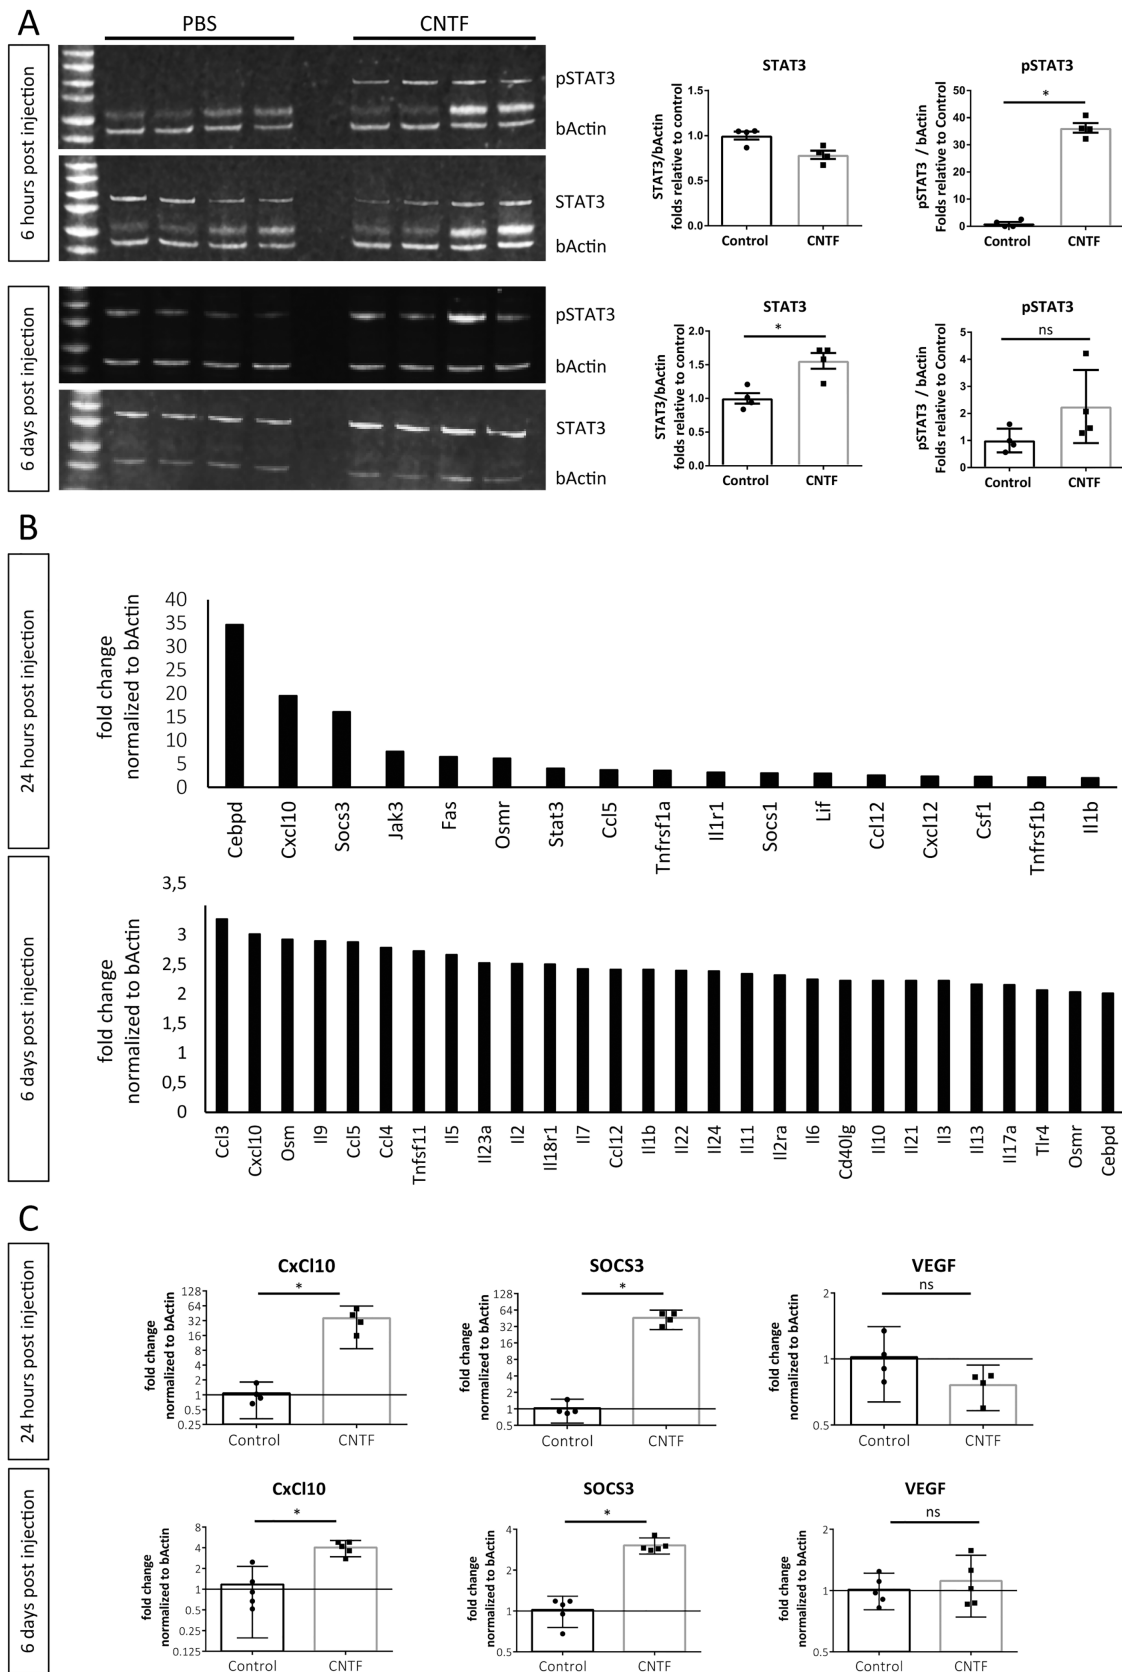 A
PBS
CNTF
6 hours post injection
pSTAT3
bActin
STAT3
bActin
STAT3
STAT3/bActin
folds relative to control
1.5
1.0
0.5
0.0
Control
CNTF
pSTAT3
pSTAT3 / bActin
Folds relative to Control
50
40
30
20
10
0
*
Control
CNTF
6 days post injection
pSTAT3
bActin
STAT3
bActin
STAT3
STAT3/bActin
folds relative to control
2.0
1.5
1.0
0.5
0.0
*
Control
CNTF
pSTAT3
pSTAT3 / bActin
Folds relative to Control
5
4
3
2
1
0
ns
Control
CNTF
B
24 hours post injection
fold change
normalized to bActin
40
35
30
25
20
15
10
5
0
Cebpd
Cxcl10
Socs3
Jak3
Fas
Osmr
Stat3
Ccl5
Tnfrsf1a
Il1r1
Socs1
Lif
Ccl12
Cxcl12
Csf1
Tnfrsf1b
Il1b
6 days post injection
fold change
normalized to bActin
3,5
3
2,5
2
1,5
1
0,5
0
Ccl3
Cxcl10
Osm
Il9
Ccl5
Ccl4
Tnfsf11
Il5
Il23a
Il2
Il18r1
Il7
Ccl12
Il1b
Il22
Il24
Il11
Il2ra
Il6
Cd40lg
Il10
Il21
Il3
Il13
Il17a
Tlr4
Osmr
Cebpd
C
24 hours post injection
CxCl10
fold change
normalized to bActin
128
64
32
16
8
4
2
1
0.5
0.25
*
Control
CNTF
SOCS3
fold change
normalized to bActin
128
64
32
16
8
4
2
1
0.5
*
Control
CNTF
VEGF
fold change
normalized to bActin
2
1
0.5
ns
Control
CNTF
6 days post injection
CxCl10
fold change
normalized to bActin
8
4
2
1
0.5
0.25
0.125
*
Control
CNTF
SOCS3
fold change
normalized to bActin
4
2
1
0.5
*
Control
CNTF
VEGF
fold change
normalized to bActin
2
1
0.5
ns
Control
CNTF